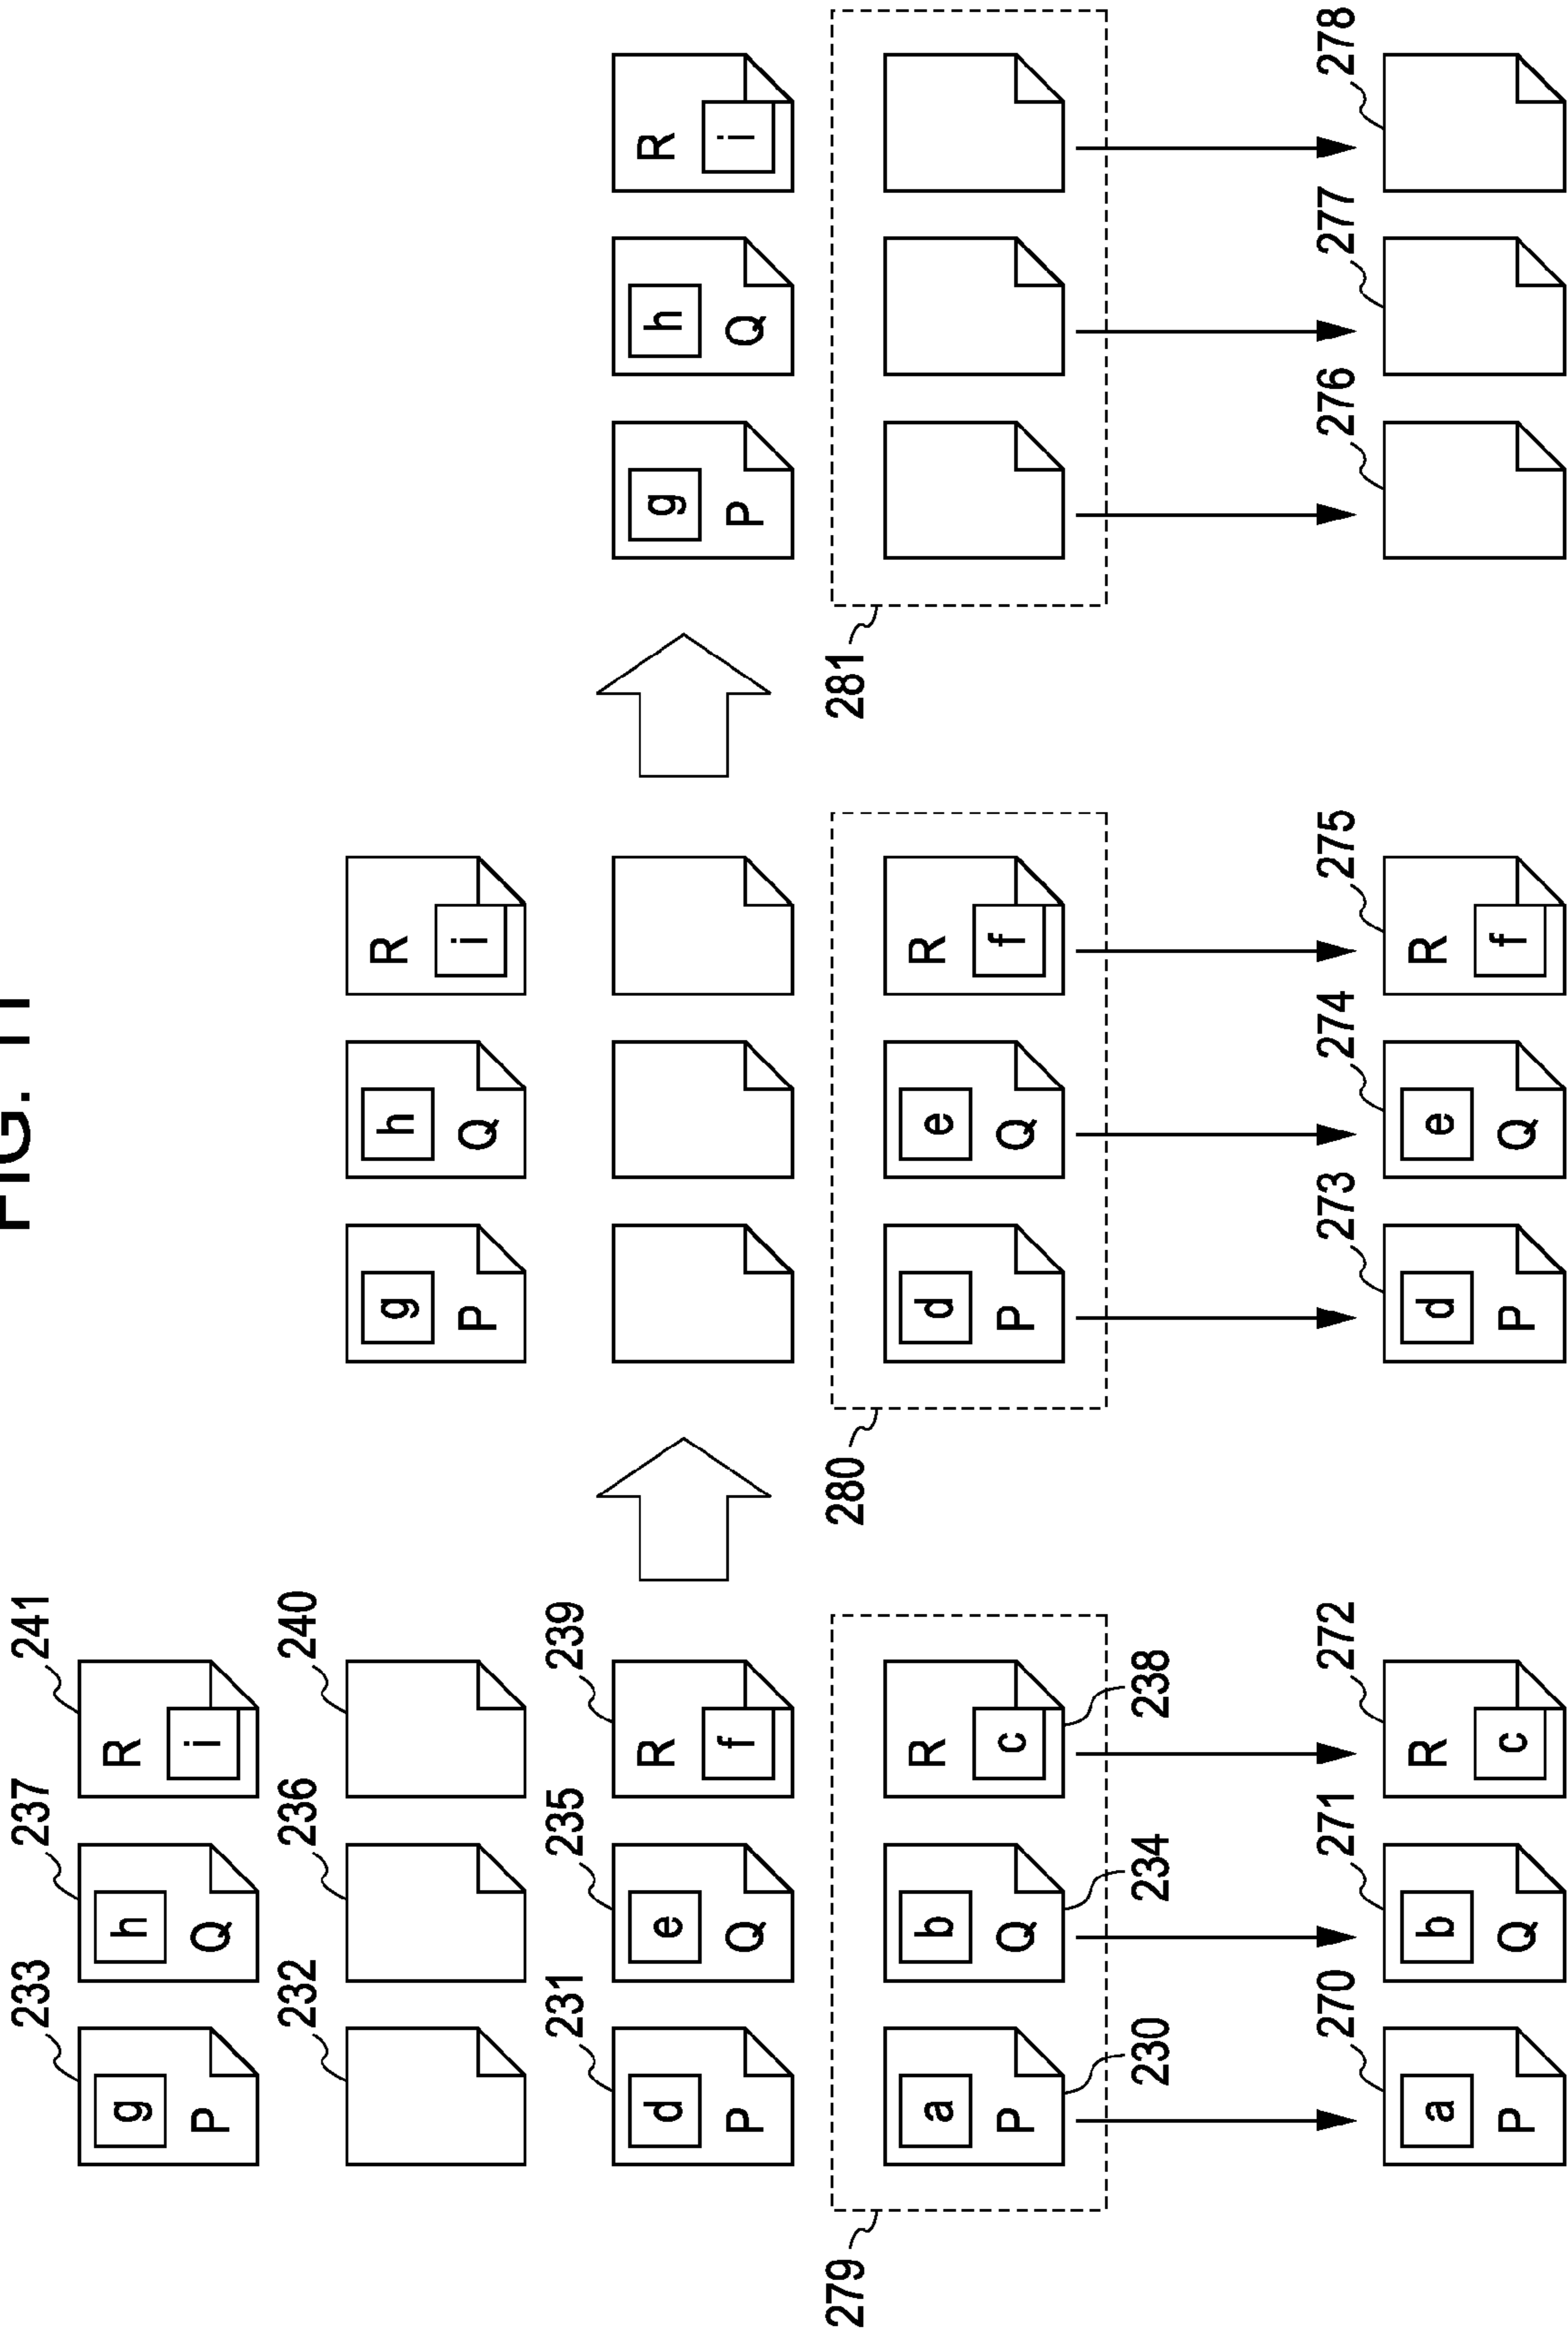 FIG. 11
233 237 241
g h R
P Q i
232 236 240
g h R
P Q i
231 235 239
d e R g h R
P Q f P Q i
279 280 281
a b R d e R
P Q c P Q f
230 234 238
270 271 272 273 274 275 276 277 278
a b R d e R
P Q c P Q f